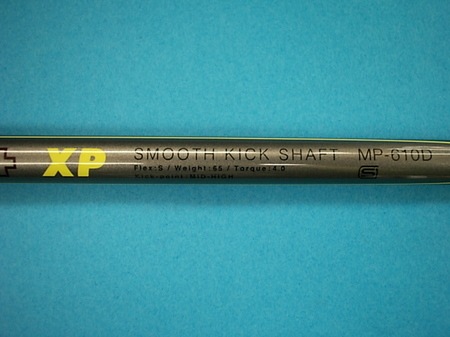 XP SMOOTH KICK SHAFT MP-610D
Flex:S / Weight:65 / Torque:4.0
Kick-point:MID-HIGH
S